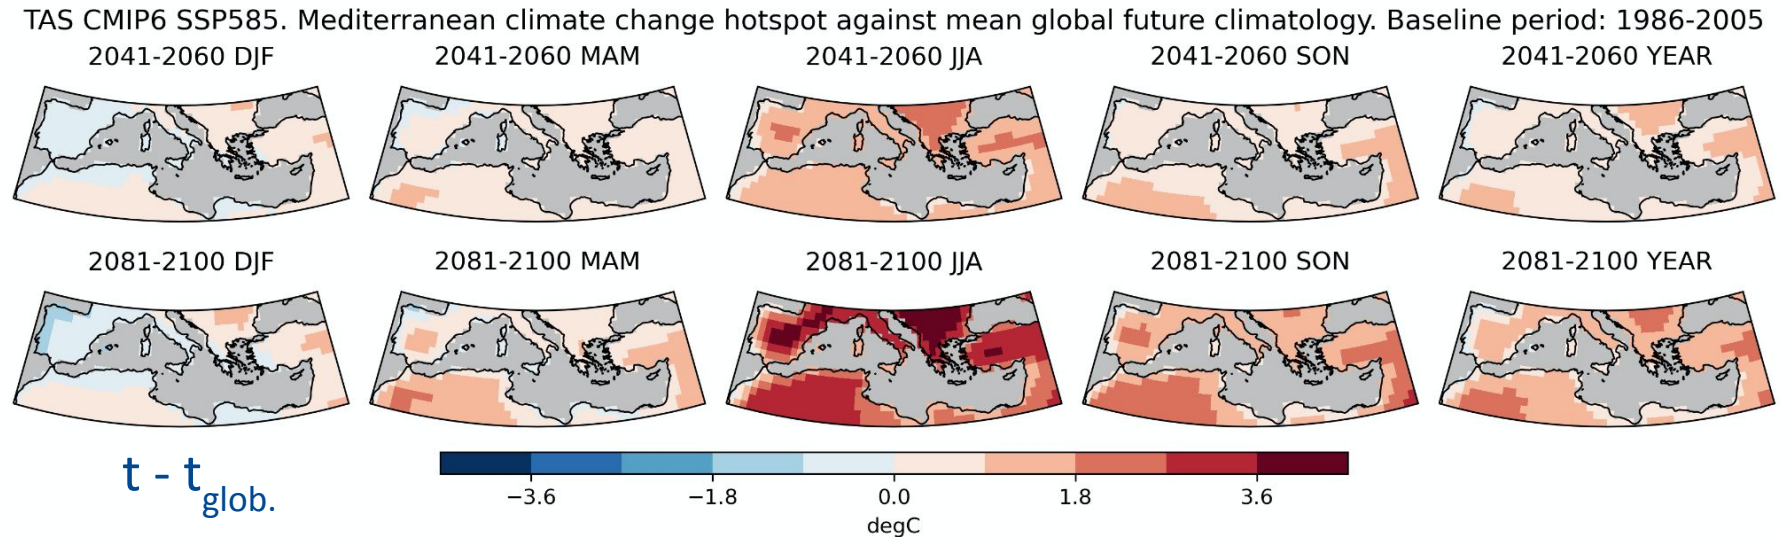 TAS CMIP6 SSP585. Mediterranean climate change hotspot against mean global future climatology. Baseline period: 1986-2005
2041-2060 DJF
2041-2060 MAM
2041-2060 JJA
2041-2060 SON
2041-2060 YEAR
2081-2100 DJF
2081-2100 MAM
2081-2100 JJA
2081-2100 SON
2081-2100 YEAR
t - t glob.
−3.6 −1.8 0.0 1.8 3.6
degC